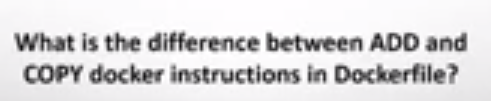 What is the difference between ADD and
COPY docker instructions in Dockerfile?